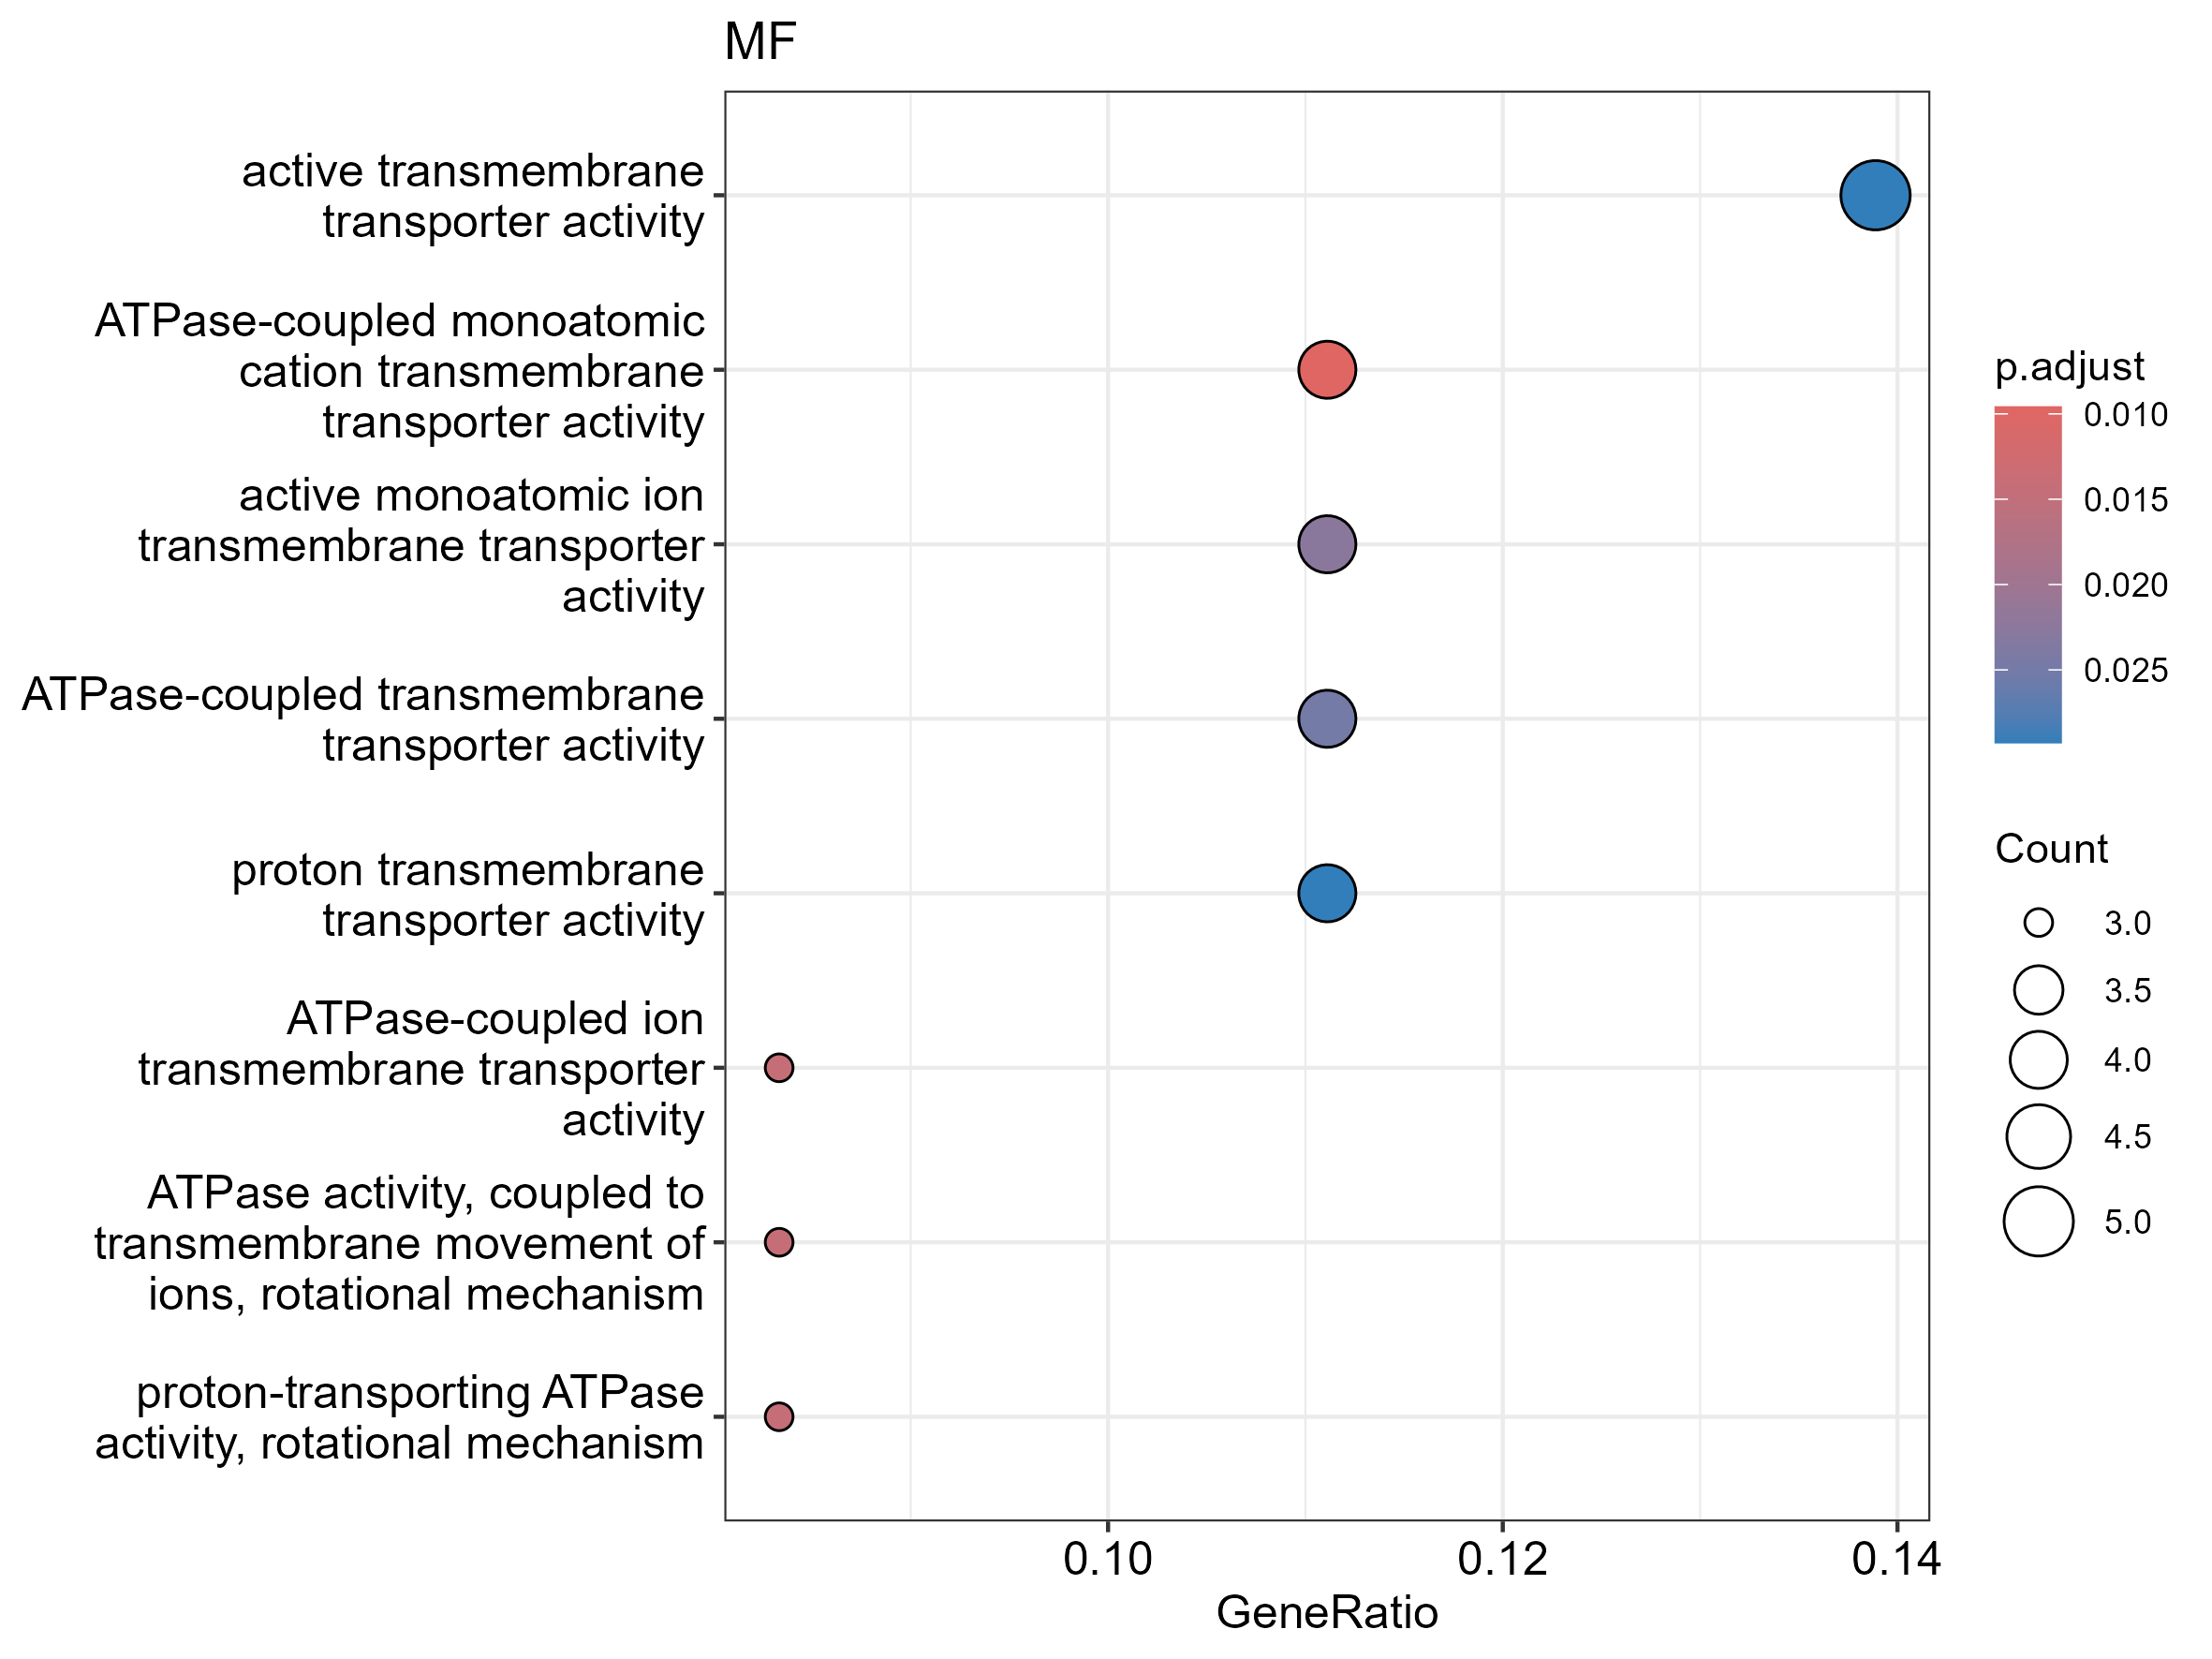 MF
active transmembrane
transporter activity
ATPase-coupled monoatomic
cation transmembrane
transporter activity
active monoatomic ion
transmembrane transporter
activity
ATPase-coupled transmembrane
transporter activity
proton transmembrane
transporter activity
ATPase-coupled ion
transmembrane transporter
activity
ATPase activity, coupled to
transmembrane movement of
ions, rotational mechanism
proton-transporting ATPase
activity, rotational mechanism
0.10
0.12
0.14
GeneRatio
p.adjust
0.010
0.015
0.020
0.025
Count
3.0
3.5
4.0
4.5
5.0